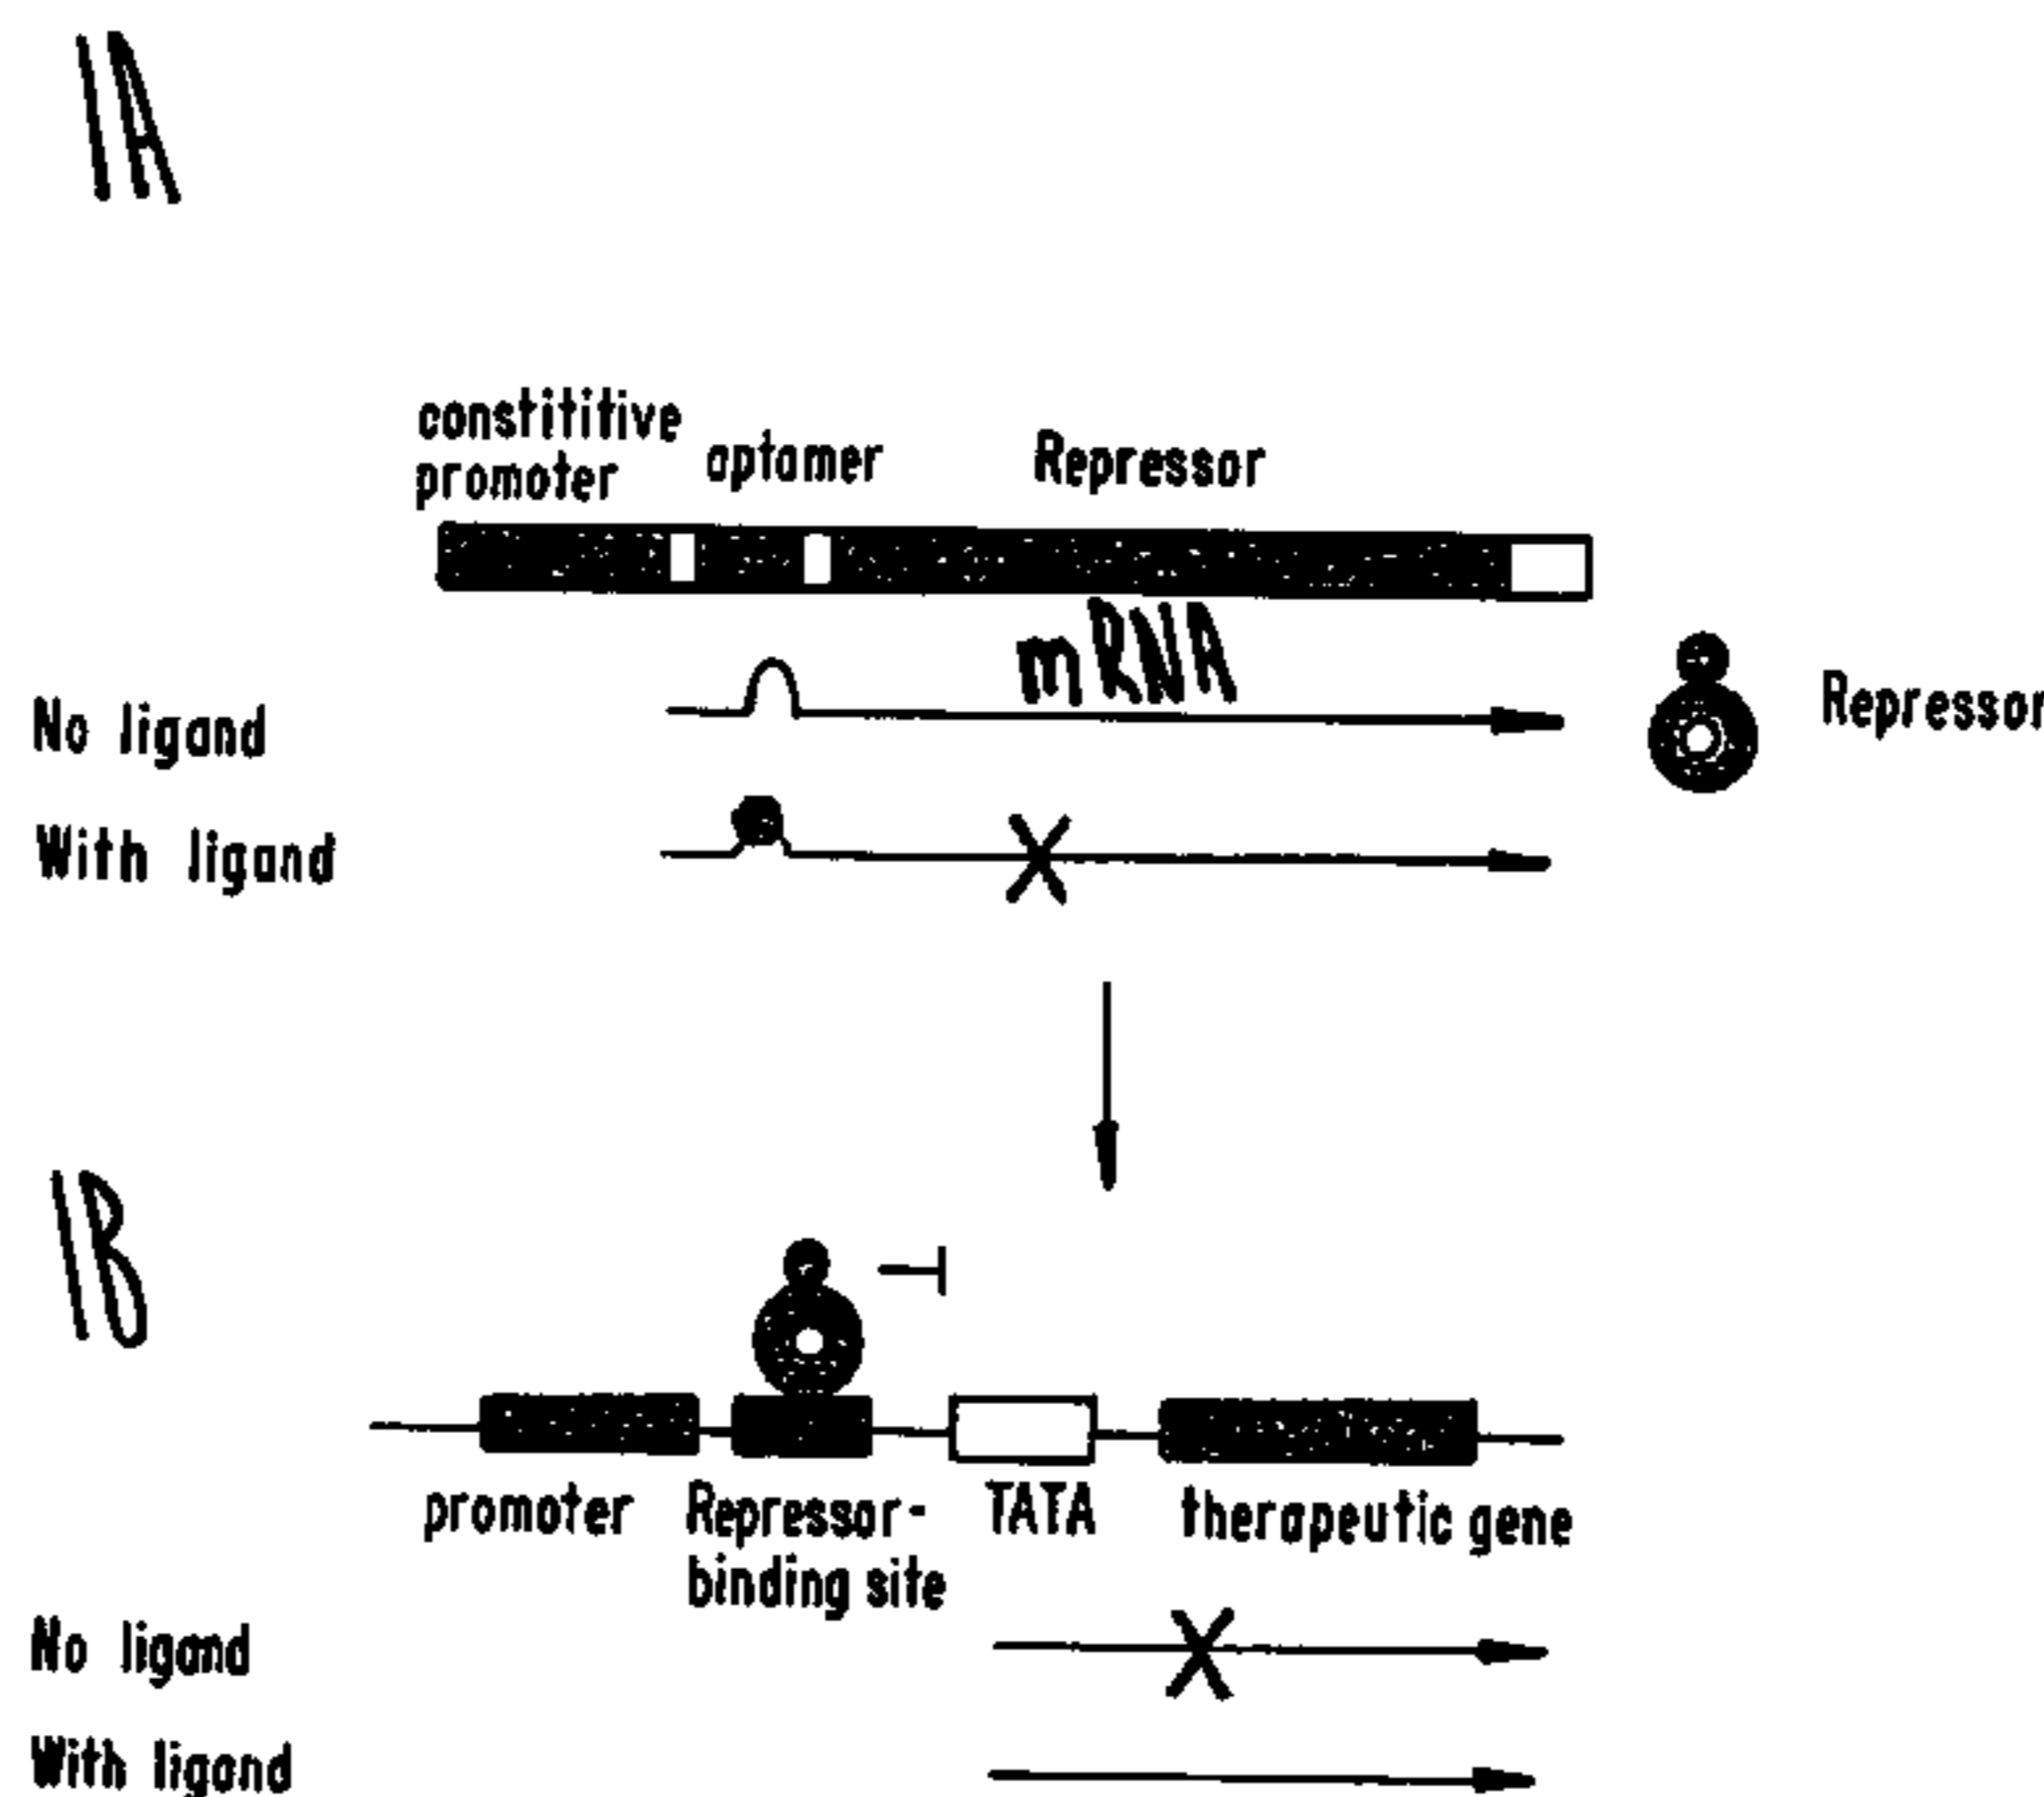 1A
constititive
promoter
aptamer
Repressor
mRNA
No ligand
Repressor
With ligand
1B
promoter
Repressor-
binding site
TATA
therapeutic gene
No ligand
With ligand